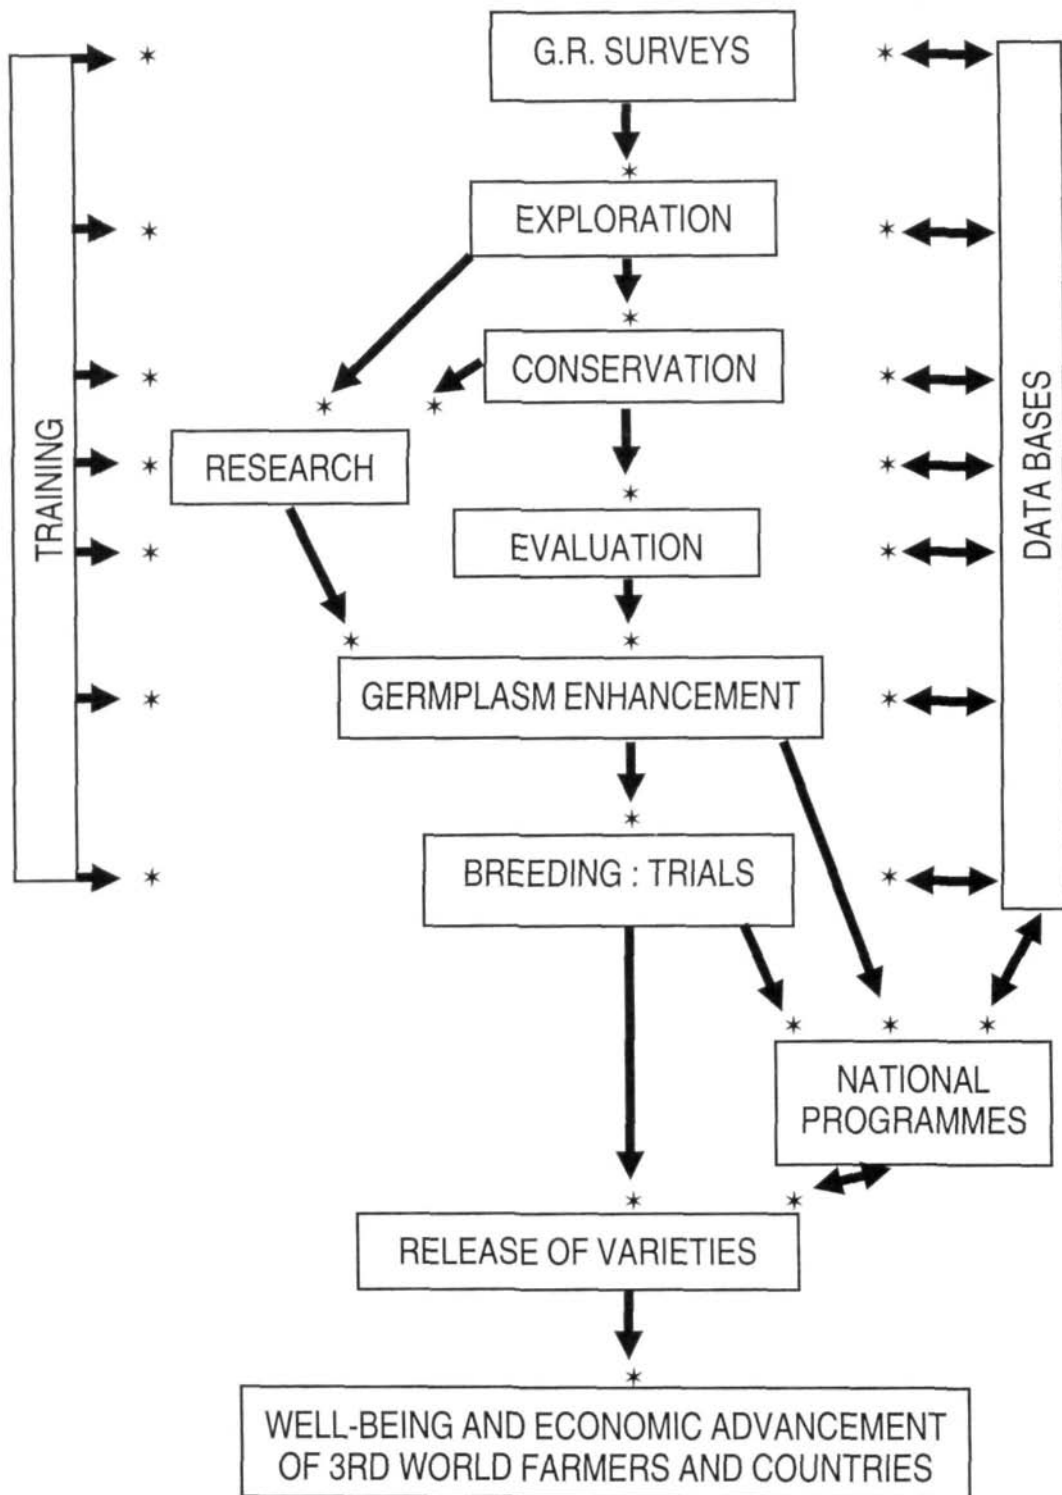 G.R. SURVEYS
EXPLORATION
CONSERVATION
RESEARCH
EVALUATION
GERMPLASM ENHANCEMENT
BREEDING : TRIALS
TRAINING
DATA BASES
NATIONAL
PROGRAMMES
RELEASE OF VARIETIES
WELL-BEING AND ECONOMIC ADVANCEMENT
OF 3RD WORLD FARMERS AND COUNTRIES